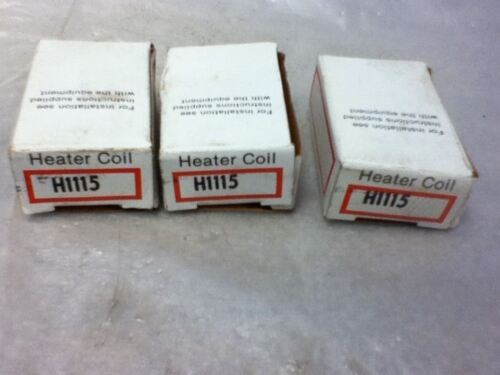 For installation see
instructions supplied
with the equipment
Heater Coil
H1115
For installation see
instructions supplied
with the equipment
Heater Coil
H1115
For installation see
instructions supplied
with the equipment
Heater Coil
H1115